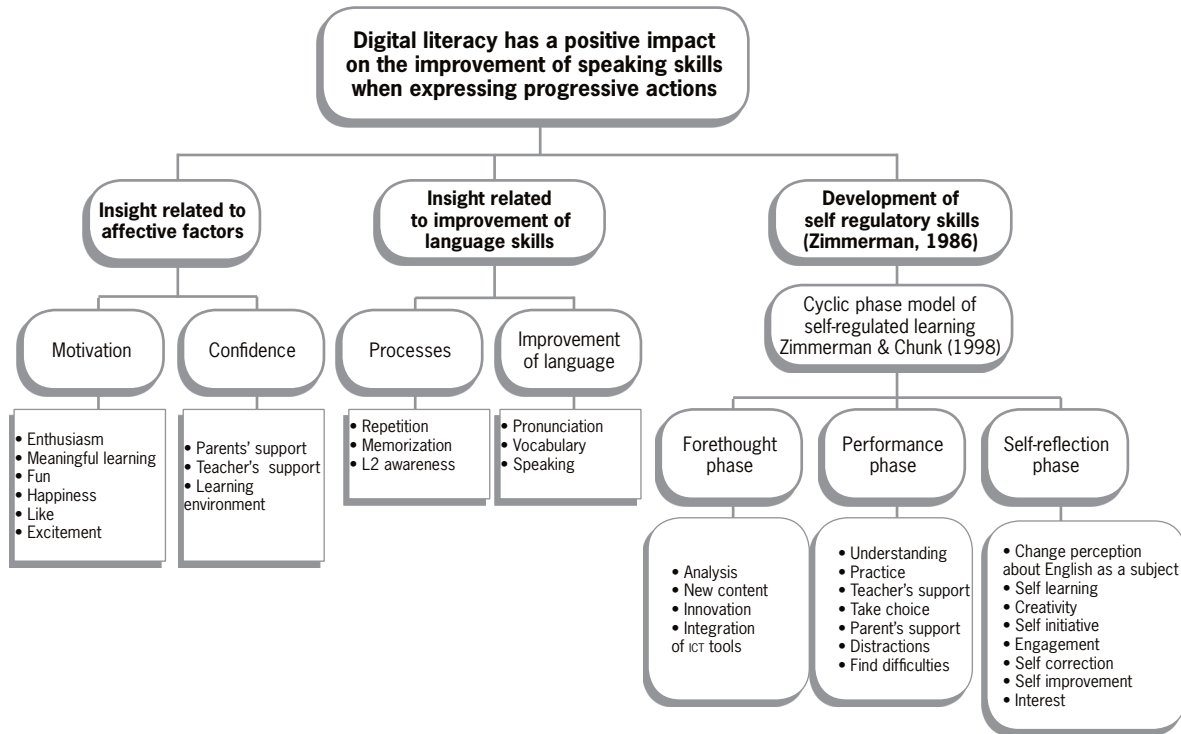 Digital literacy has a positive impact
on the improvement of speaking skills
when expressing progressive actions
Insight related to
affective factors
Insight related
to improvement of
language skills
Development of
self regulatory skills
(Zimmerman, 1986)
Motivation
Confidence
Processes
Improvement
of language
Cyclic phase model of
self-regulated learning
Zimmerman & Chunk (1998)
• Enthusiasm
• Meaningful learning
• Fun
• Happiness
• Like
• Excitement
• Parents’ support
• Teacher’s support
• Learning
environment
• Repetition
• Memorization
• L2 awareness
• Pronunciation
• Vocabulary
• Speaking
Forethought
phase
Performance
phase
Self-reflection
phase
• Analysis
• New content
• Innovation
• Integration
of ICT tools
• Understanding
• Practice
• Teacher’s support
• Take choice
• Parent’s support
• Distractions
• Find difficulties
• Change perception
about English as a subject
• Self learning
• Creativity
• Self initiative
• Engagement
• Self correction
• Self improvement
• Interest